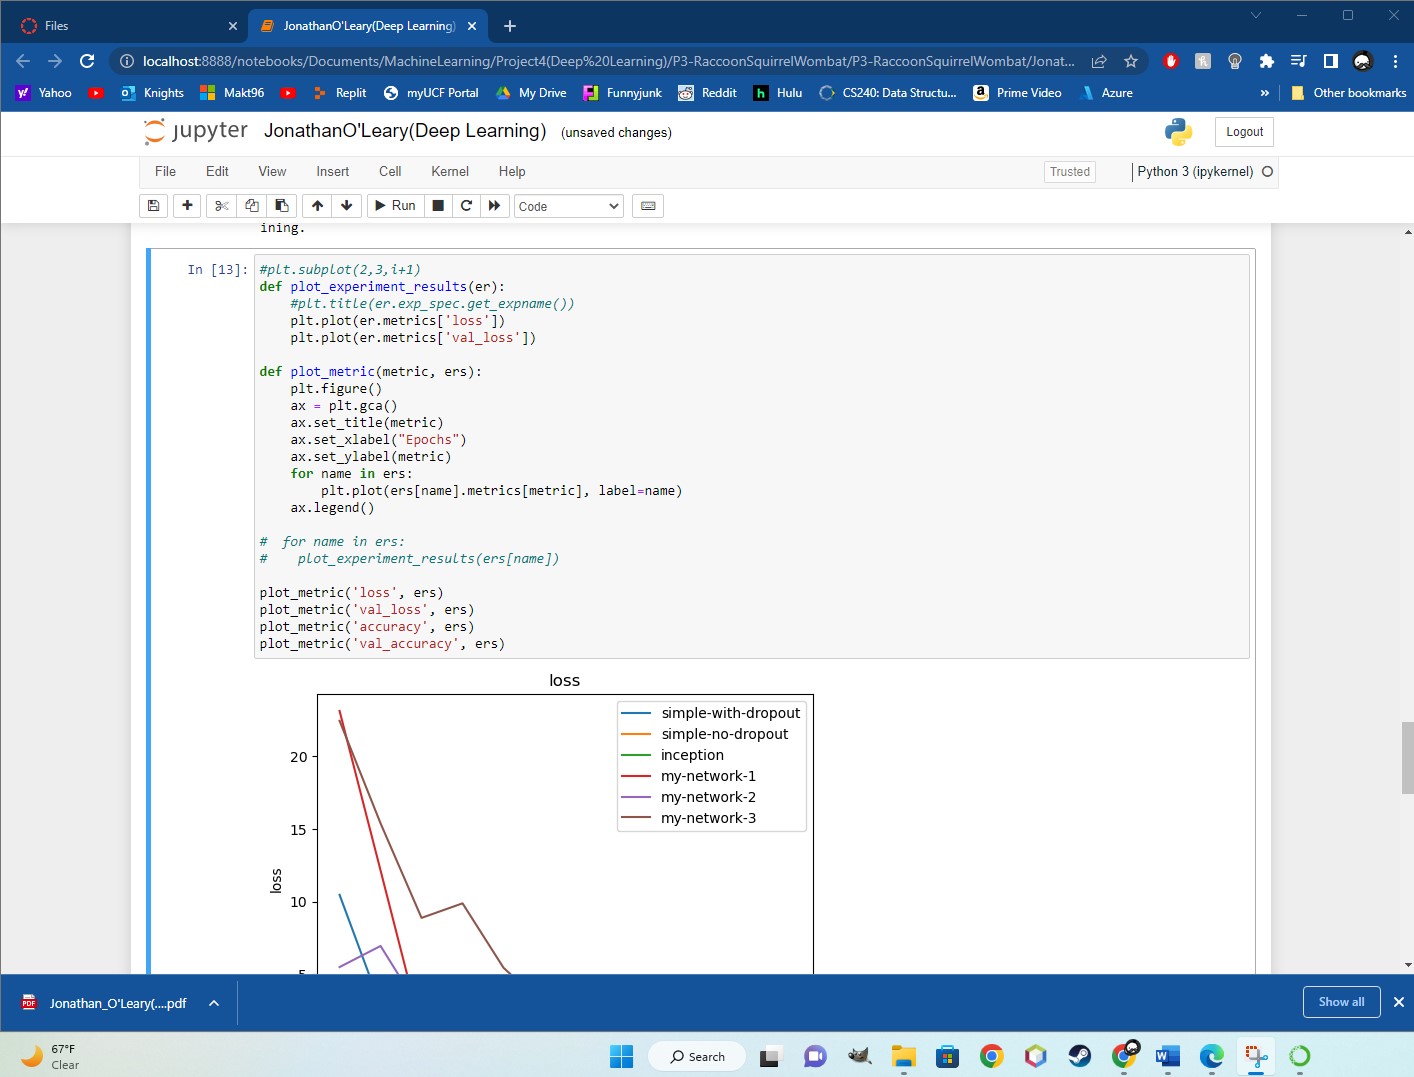 Files
JonathanO'Leary(Deep Learning)
localhost:8888/notebooks/Documents/MachineLearning/Project4(Deep%20Learning)/P3-RaccoonSquirrelWombat/P3-RaccoonSquirrelWombat/Jonat...
Yahoo Knights Makt96 Replit myUCF Portal My Drive Funnyjunk Reddit Hulu CS240: Data Structu... Prime Video Azure » Other bookmarks
jupyter JonathanO'Leary(Deep Learning) (unsaved changes) Logout
File Edit View Insert Cell Kernel Help Trusted Python 3 (ipykernel)
Run Code
ining.
In [13]: #plt.subplot(2,3,i+1)
def plot_experiment_results(er):
    #plt.title(er.exp_spec.get_expname())
    plt.plot(er.metrics['loss'])
    plt.plot(er.metrics['val_loss'])
def plot_metric(metric, ers):
    plt.figure()
    ax = plt.gca()
    ax.set_title(metric)
    ax.set_xlabel("Epochs")
    ax.set_ylabel(metric)
    for name in ers:
        plt.plot(ers[name].metrics[metric], label=name)
    ax.legend()
#  for name in ers:
#    plot_experiment_results(ers[name])
plot_metric('loss', ers)
plot_metric('val_loss', ers)
plot_metric('accuracy', ers)
plot_metric('val_accuracy', ers)
loss
simple-with-dropout
simple-no-dropout
inception
my-network-1
my-network-2
my-network-3
20
15
10
5
loss
Jonathan_O'Leary(....pdf Show all
67°F
Clear
Search